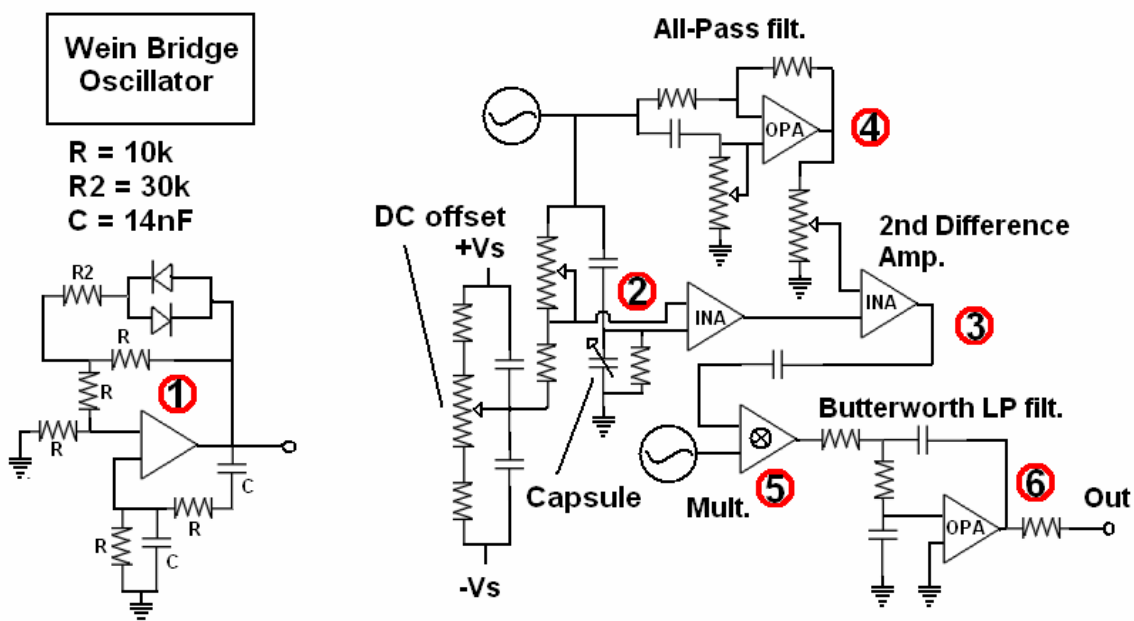 Wein Bridge
Oscillator
R = 10k
R2 = 30k
C = 14nF
R2
R
R
R
1
C
R
R
C
All-Pass filt.
OPA
4
DC offset
+Vs
2
INA
2nd Difference
Amp.
INA
3
Capsule
-Vs
Mult.
5
Butterworth LP filt.
OPA
6
Out